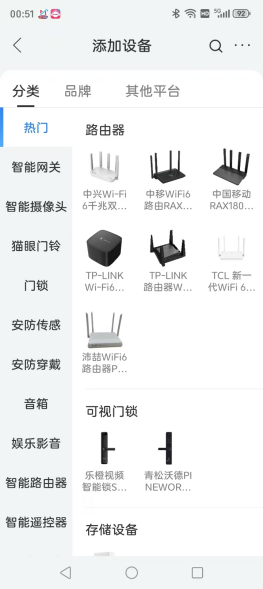 00:51
5G
92
添加设备
分类
品牌
其他平台
热门
智能网关
智能摄像头
猫眼门铃
门锁
安防传感
安防穿戴
音箱
娱乐影音
智能路由器
智能遥控器
路由器
中兴Wi-Fi
6千兆双...
中移WiFi6
路由RAX...
中国移动
RAX180...
TP-LINK
Wi-Fi6...
TP-LINK
路由器W...
TCL 新一
代WiFi 6...
沛喆WiFi6
路由器P...
可视门锁
乐橙视频
智能锁S...
青松沃德PI
NEWOR...
存储设备